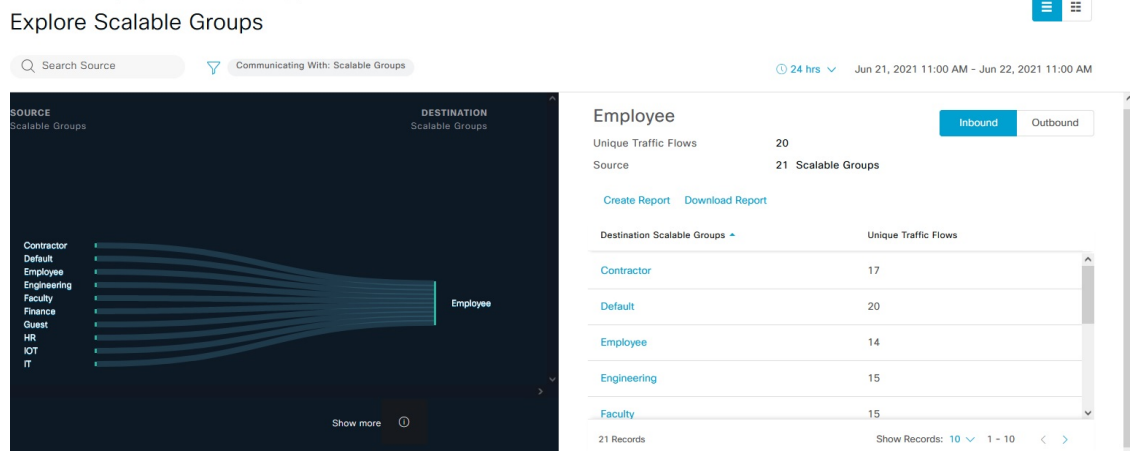 Explore Scalable Groups
Search Source
Communicating With: Scalable Groups
24 hrs
Jun 21, 2021 11:00 AM - Jun 22, 2021 11:00 AM
SOURCE
Scalable Groups
DESTINATION
Scalable Groups
Contractor
Default
Employee
Engineering
Faculty
Finance
Guest
HR
IOT
IT
Employee
Show more
Employee
Inbound
Outbound
Unique Traffic Flows 20
Source 21 Scalable Groups
Create Report Download Report
Destination Scalable Groups Unique Traffic Flows
Contractor 17
Default 20
Employee 14
Engineering 15
Faculty 15
21 Records
Show Records: 10 1 - 10